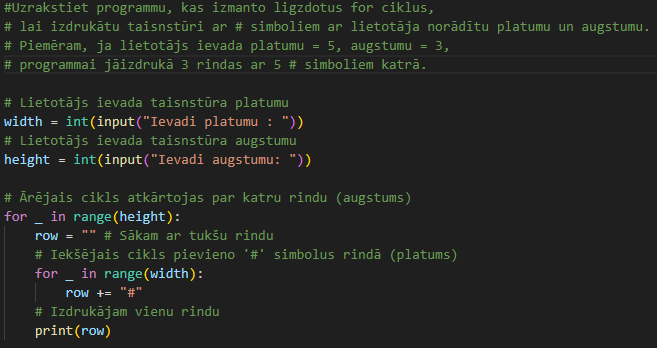 #Uzrakstiet programmu, kas izmanto ligzdotus for ciklus,
# lai izdrukātu taisnstūri ar # simboliem ar lietotāja norādītu platumu un augstumu.
# Piemēram, ja lietotājs ievada platumu = 5, augstumu = 3,
# programmai jāizdrukā 3 rindas ar 5 # simboliem katrā.

# Lietotājs ievada taisnstūra platumu
width = int(input("Ievadi platumu : "))
# Lietotājs ievada taisnstūra augstumu
height = int(input("Ievadi augstumu: "))

# Ārējais cikls atkārtojas par katru rindu (augstums)
for _ in range(height):
    row = "" # Sākam ar tukšu rindu
    # Iekšējais cikls pievieno '#' simbolus rindā (platums)
    for _ in range(width):
        row += "#"
    # Izdrukājam vienu rindu
    print(row)